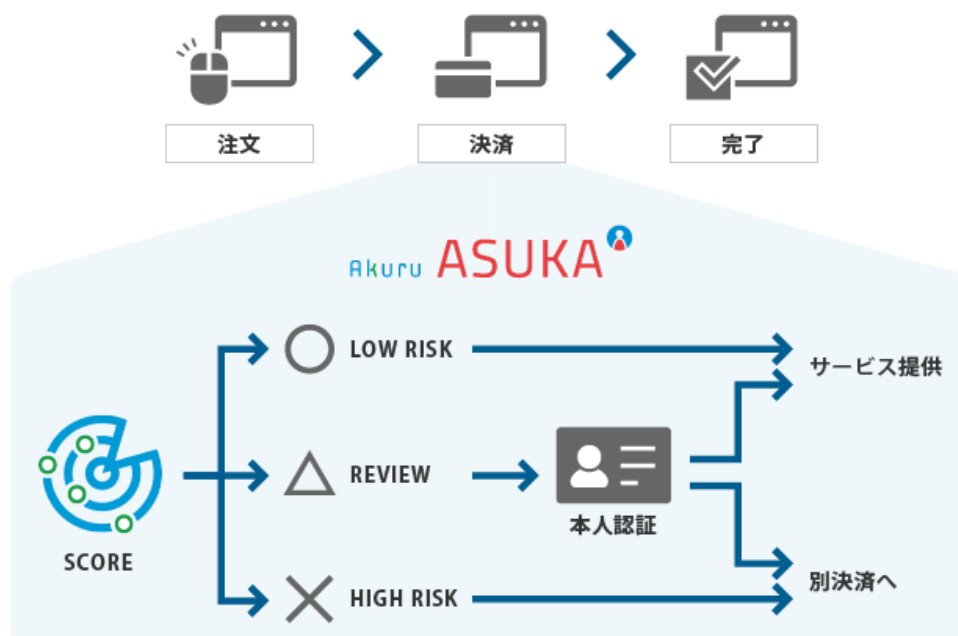 注文
決済
完了
Akuru ASUKA
LOW RISK
サービス提供
REVIEW
本人認証
SCORE
別決済へ
HIGH RISK